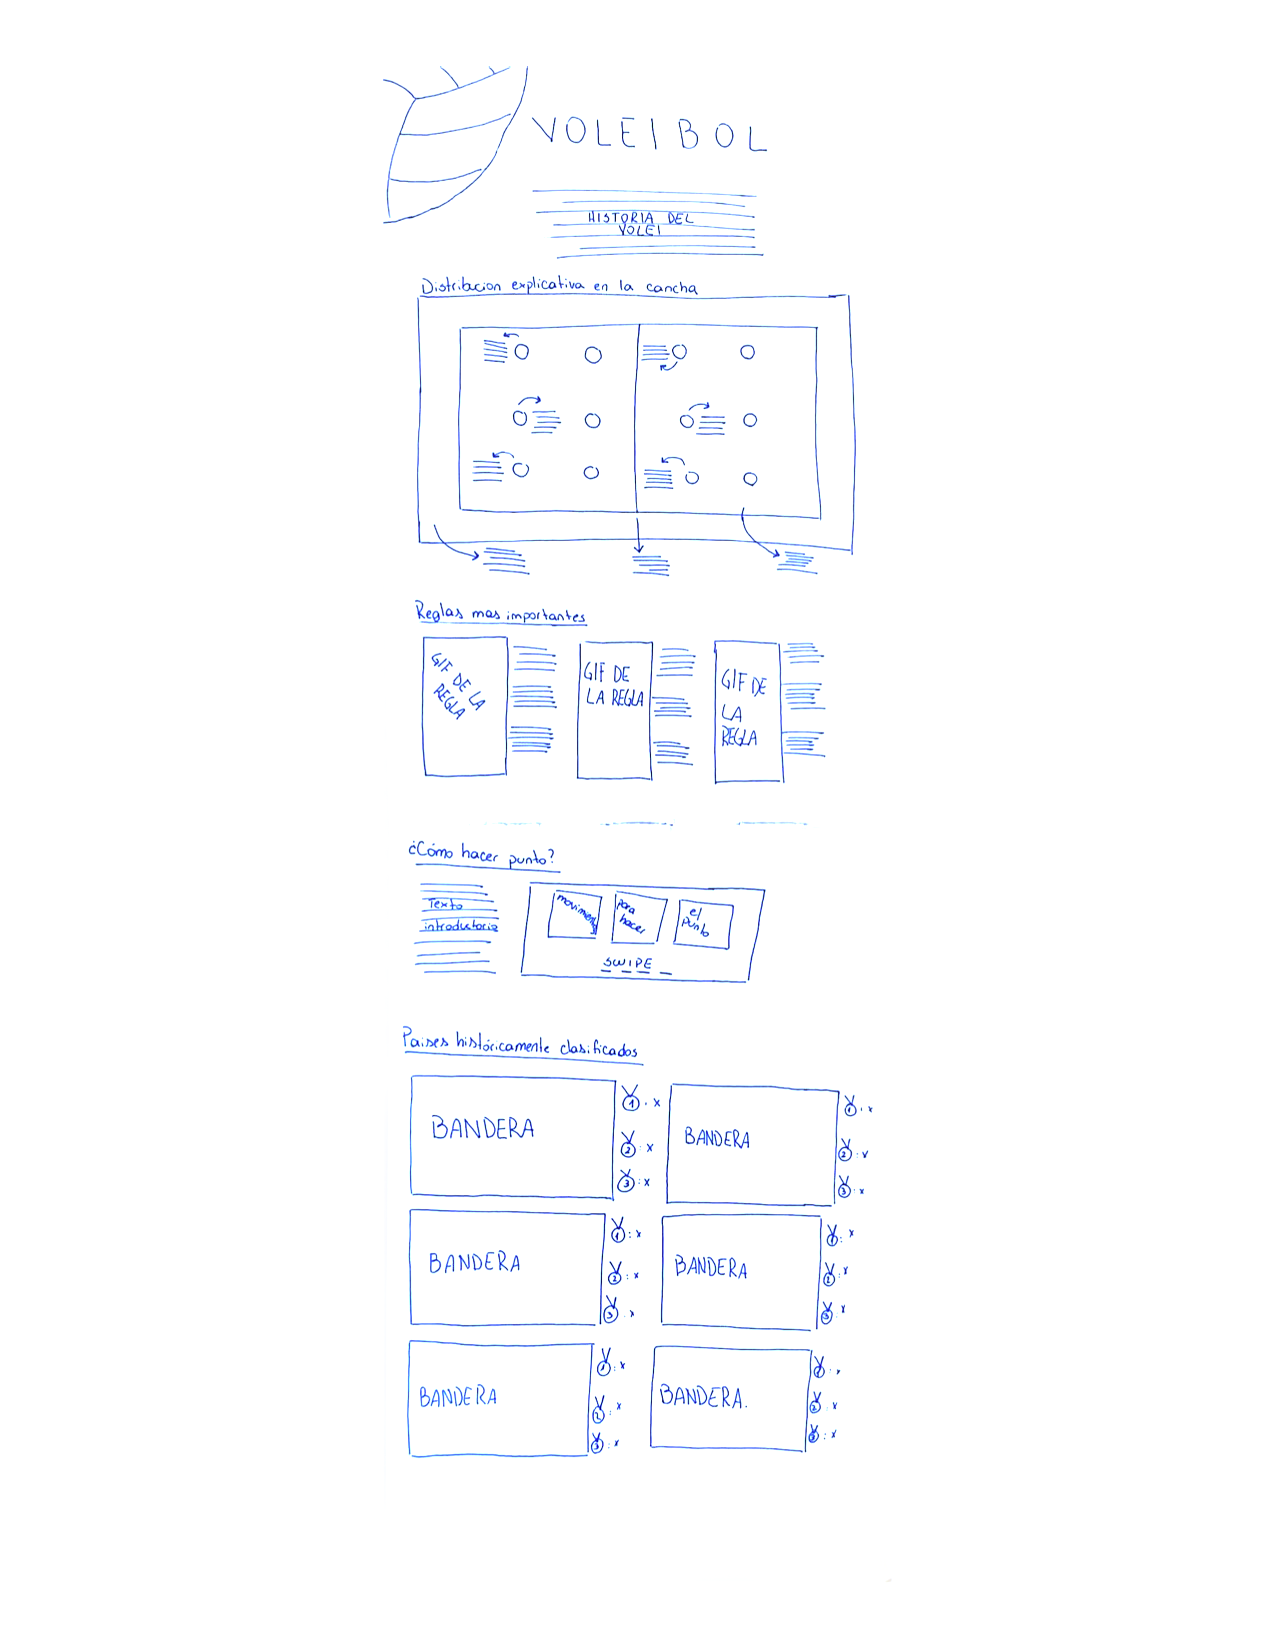 VOLEIBOL
HISTORIA DEL
VOLEI
Distribucion explicativa en la cancha
Reglas mas importantes
GIF DE LA
REGLA
GIF DE
LA REGLA
GIF DE
LA
REGLA
¿Cómo hacer punto?
Texto
introductorio
movimiento
para
hacer
el
punto
SWIPE
Paises históricamente clasificados
BANDERA
1 . x
2 : x
3 : x
BANDERA
1 . x
2 . x
3 . x
BANDERA
1 : x
2 : x
3 . x
BANDERA
1 : x
2 : x
3 : x
BANDERA
1 : x
2 : x
3 : x
BANDERA.
1 : x
2 . x
3 : x